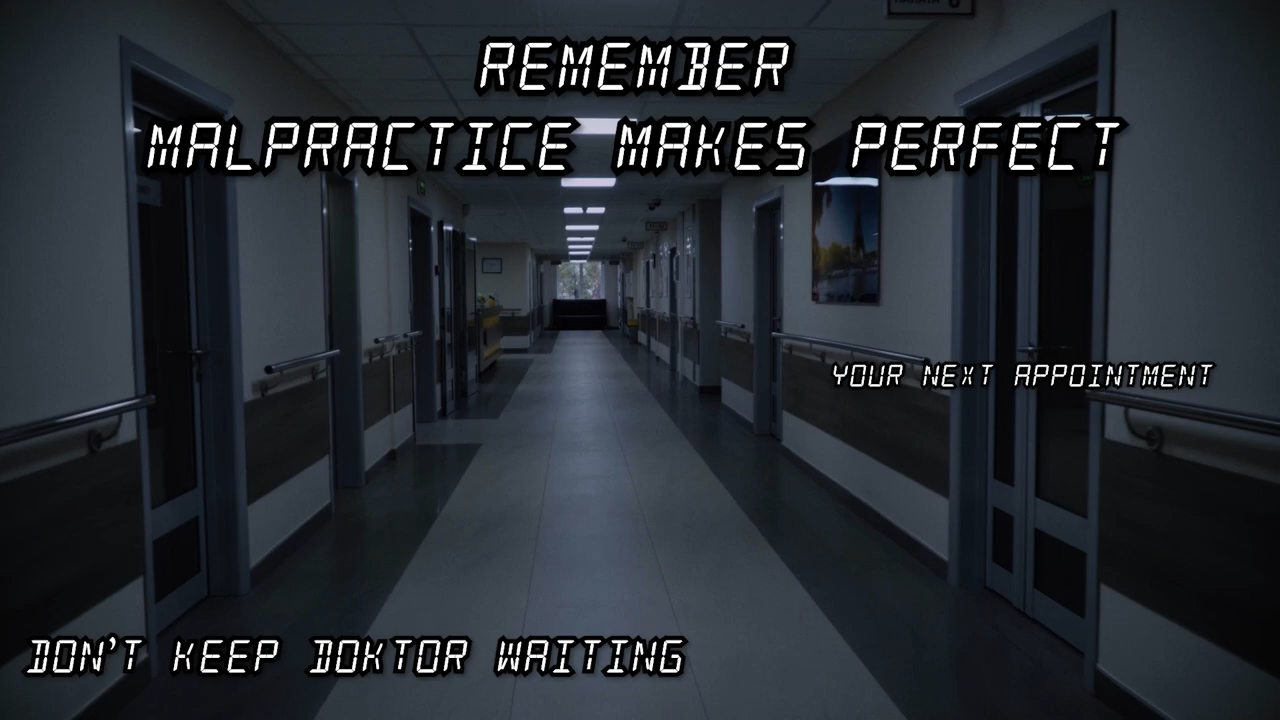 REMEMBER
MALPRACTICE MAKES PERFECT
YOUR NEXT APPOINTMENT
DON'T KEEP DOKTOR WAITING